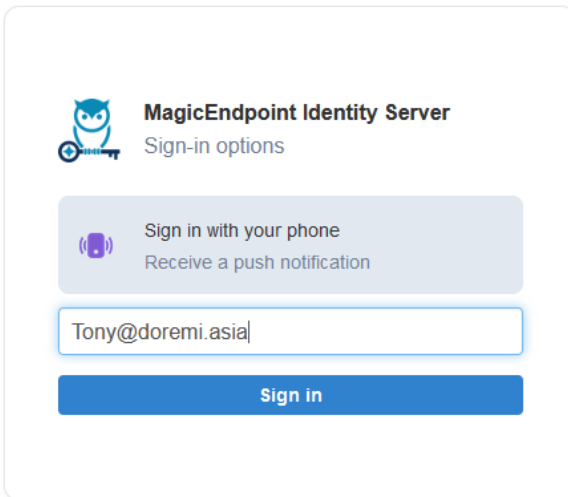 MagicEndpoint Identity Server
Sign-in options
Sign in with your phone
Receive a push notification
Tony@doremi.asia
Sign in